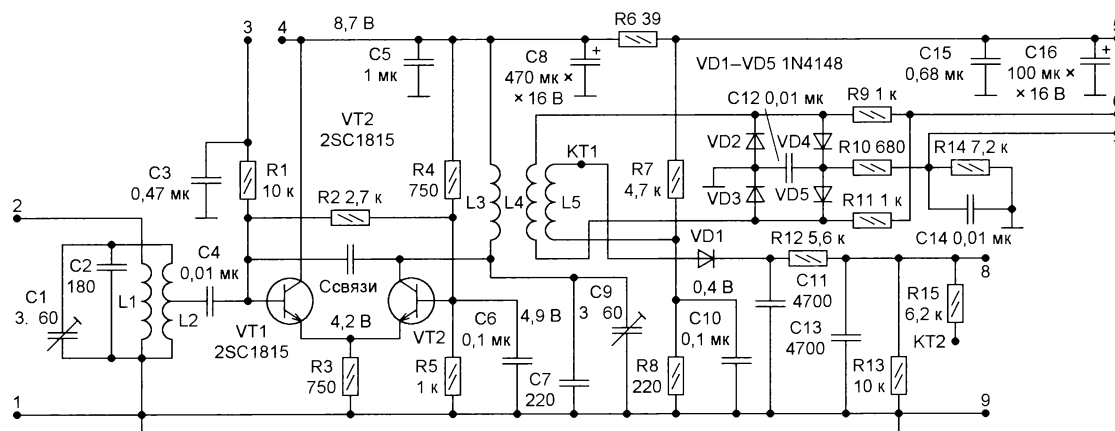 3
4
8,7 В
R6 39
5
C5
1 мк
C8
470 мк ×
× 16 В
VD1–VD5 1N4148
C15
0,68 мк
C16
100 мк ×
× 16 В
C12 0,01 мк
R9 1 к
VT2
2SC1815
C3
0,47 мк
R1
10 к
R4
750
КТ1
R7
4,7 к
VD2
VD4
R10 680
R14 7,2 к
R2 2,7 к
L3
L4
L5
VD3
VD5
R11 1 к
2
C14 0,01 мк
C4
0,01 мк
VD1
R12 5,6 к
8
C2
180
L1
L2
Cсвязи
C1
3. 60
0,4 В
C11
4700
R15
6,2 к
КТ2
C9
3 60
VT1
2SC1815
4,2 В
VT2
C6
0,1 мк
4,9 В
C10
0,1 мк
C13
4700
R3
750
R5
1 к
C7
220
R8
220
R13
10 к
1
9